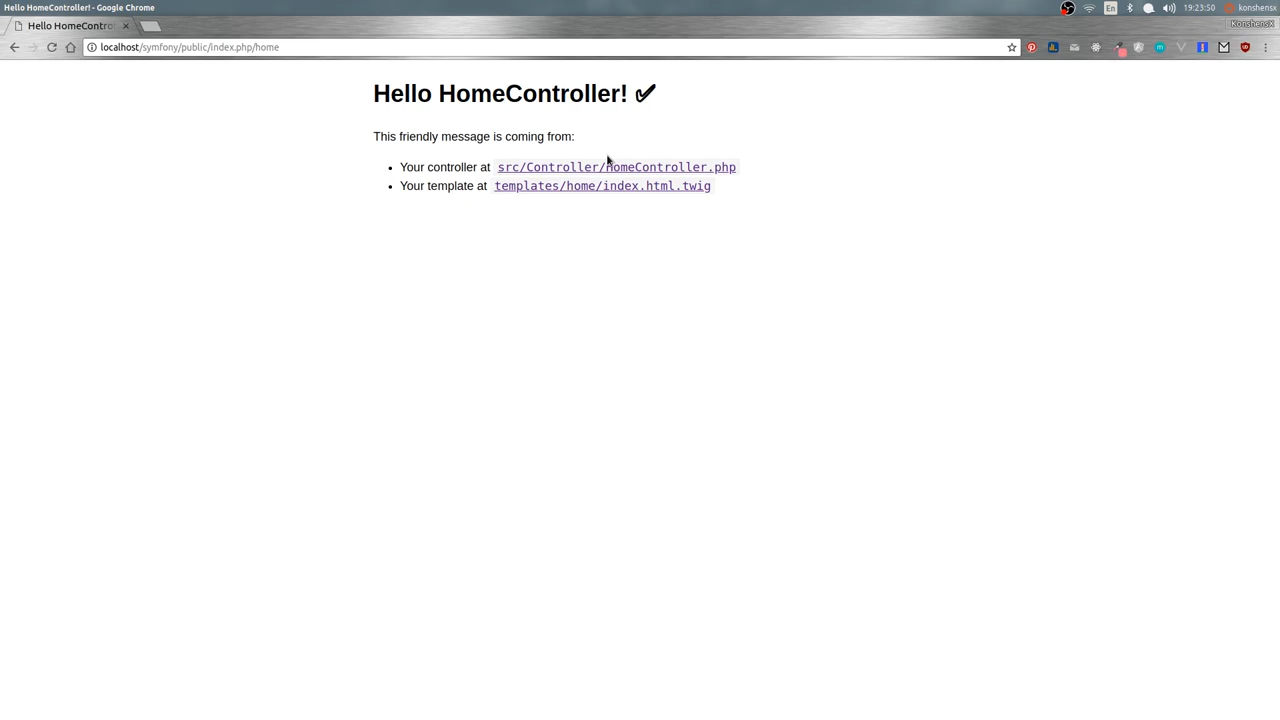 Hello HomeController! - Google Chrome
En
19:23:50
konshensx
Hello HomeContro
KonshensX
localhost/symfony/public/index.php/home
Hello HomeController! ✔
This friendly message is coming from:
• Your controller at src/Controller/HomeController.php
• Your template at templates/home/index.html.twig